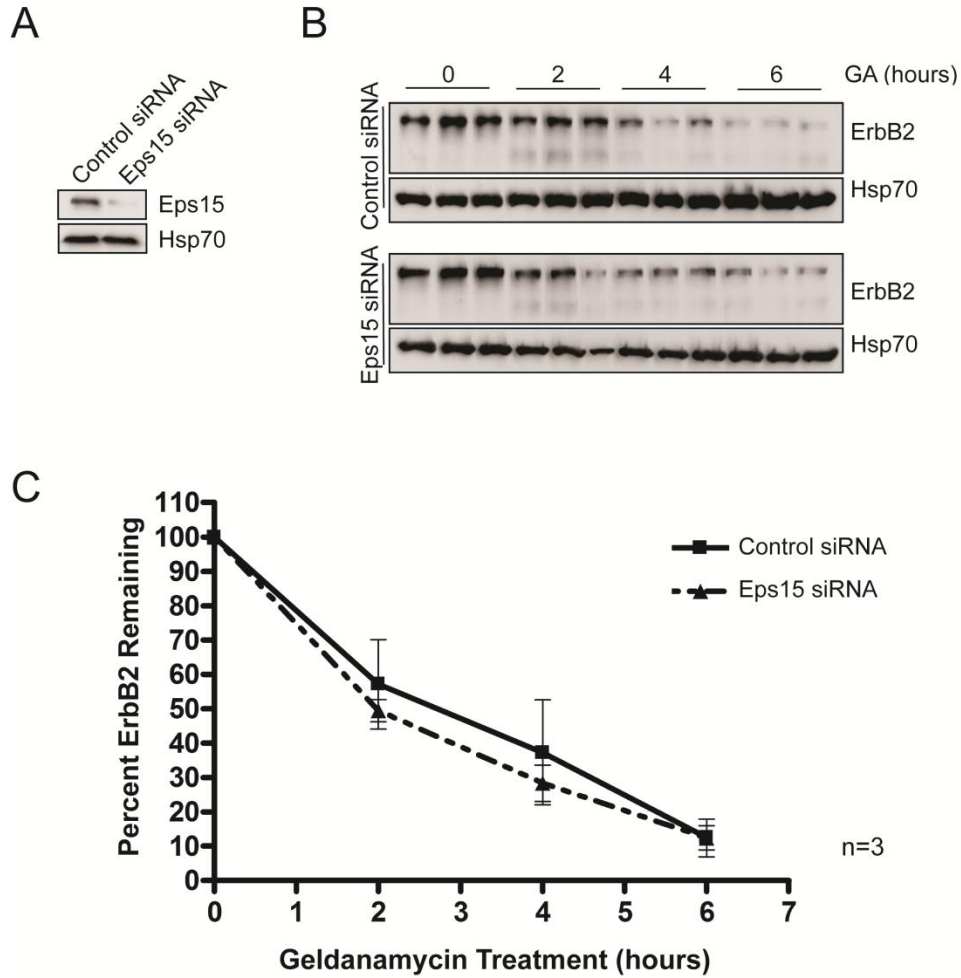 A
Control siRNA
Eps15 siRNA
Eps15
Hsp70
B
0 2 4 6 GA (hours)
Control siRNA
ErbB2
Hsp70
Eps15 siRNA
ErbB2
Hsp70
C
Percent ErbB2 Remaining
110
100
90
80
70
60
50
40
30
20
10
0
0 1 2 3 4 5 6 7
Geldanamycin Treatment (hours)
Control siRNA
Eps15 siRNA
n=3